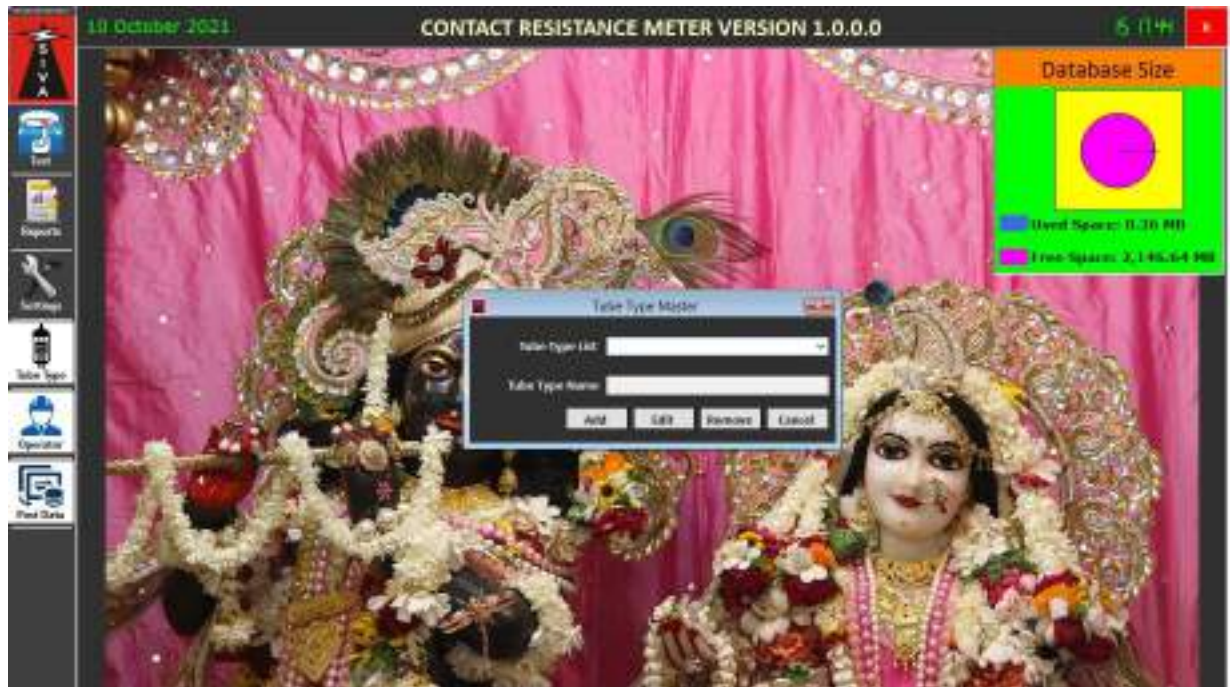 10 October 2021
CONTACT RESISTANCE METER VERSION 1.0.0.0
x
SIVA
Test
Reports
Settings
Tube Type
Operator
Post Data
Database Size
Used Space: 0.36 MB
Free Space: 2,146.64 MB
Tube Type Master
Tube Type List
Tube Type Name
Add Edit Remove Cancel